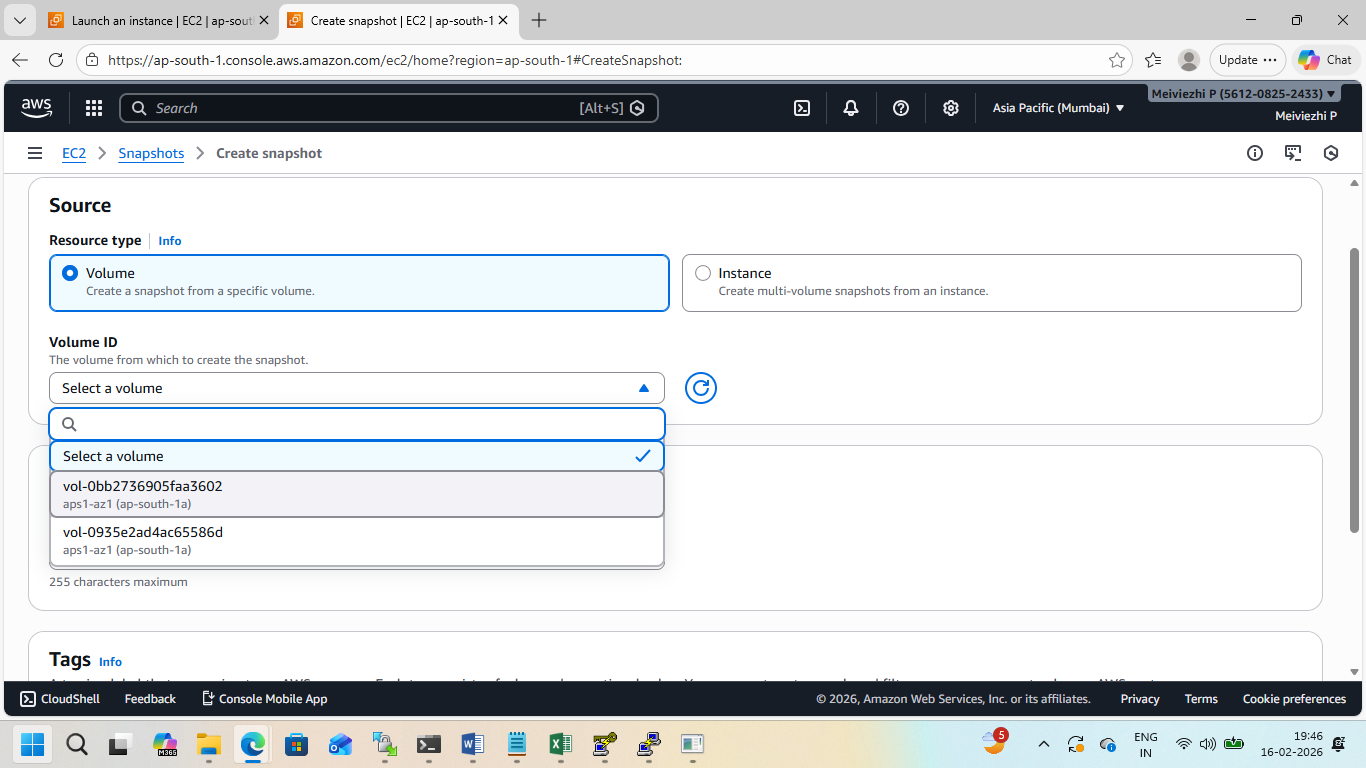 Launch an instance | EC2 | ap-sout
Create snapshot | EC2 | ap-south-1
https://ap-south-1.console.aws.amazon.com/ec2/home?region=ap-south-1#CreateSnapshot:
Update
Chat
aws
Search
[Alt+S]
Asia Pacific (Mumbai)
Meiviezhi P (5612-0825-2433)
Meiviezhi P
EC2
Snapshots
Create snapshot
Source
Resource type
Info
Volume
Create a snapshot from a specific volume.
Instance
Create multi-volume snapshots from an instance.
Volume ID
The volume from which to create the snapshot.
Select a volume
Select a volume
vol-0bb2736905faa3602
aps1-az1 (ap-south-1a)
vol-0935e2ad4ac65586d
aps1-az1 (ap-south-1a)
255 characters maximum
Tags
Info
CloudShell
Feedback
Console Mobile App
© 2026, Amazon Web Services, Inc. or its affiliates.
Privacy
Terms
Cookie preferences
M365
5
ENG
IN
19:46
16-02-2026